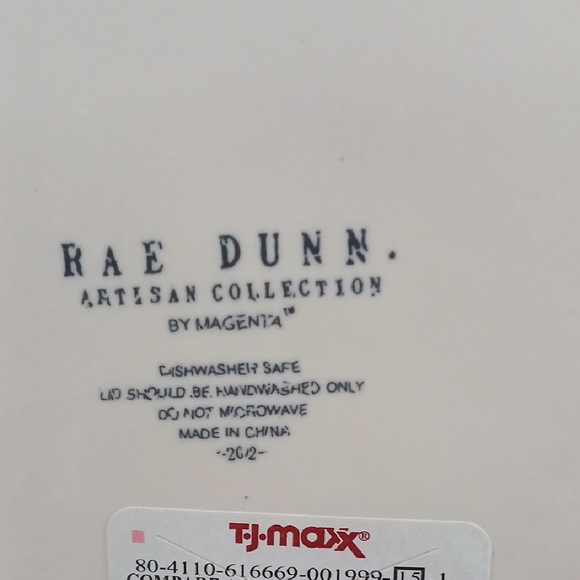 RAE DUNN.
ARTISAN COLLECTION
BY MAGENTA™
DISHWASHER SAFE
LID SHOULD BE HANDWASHED ONLY
DO NOT MICROWAVE
MADE IN CHINA
T·J·maxx®
80-4110-616669-001999-15 1
COMPARE